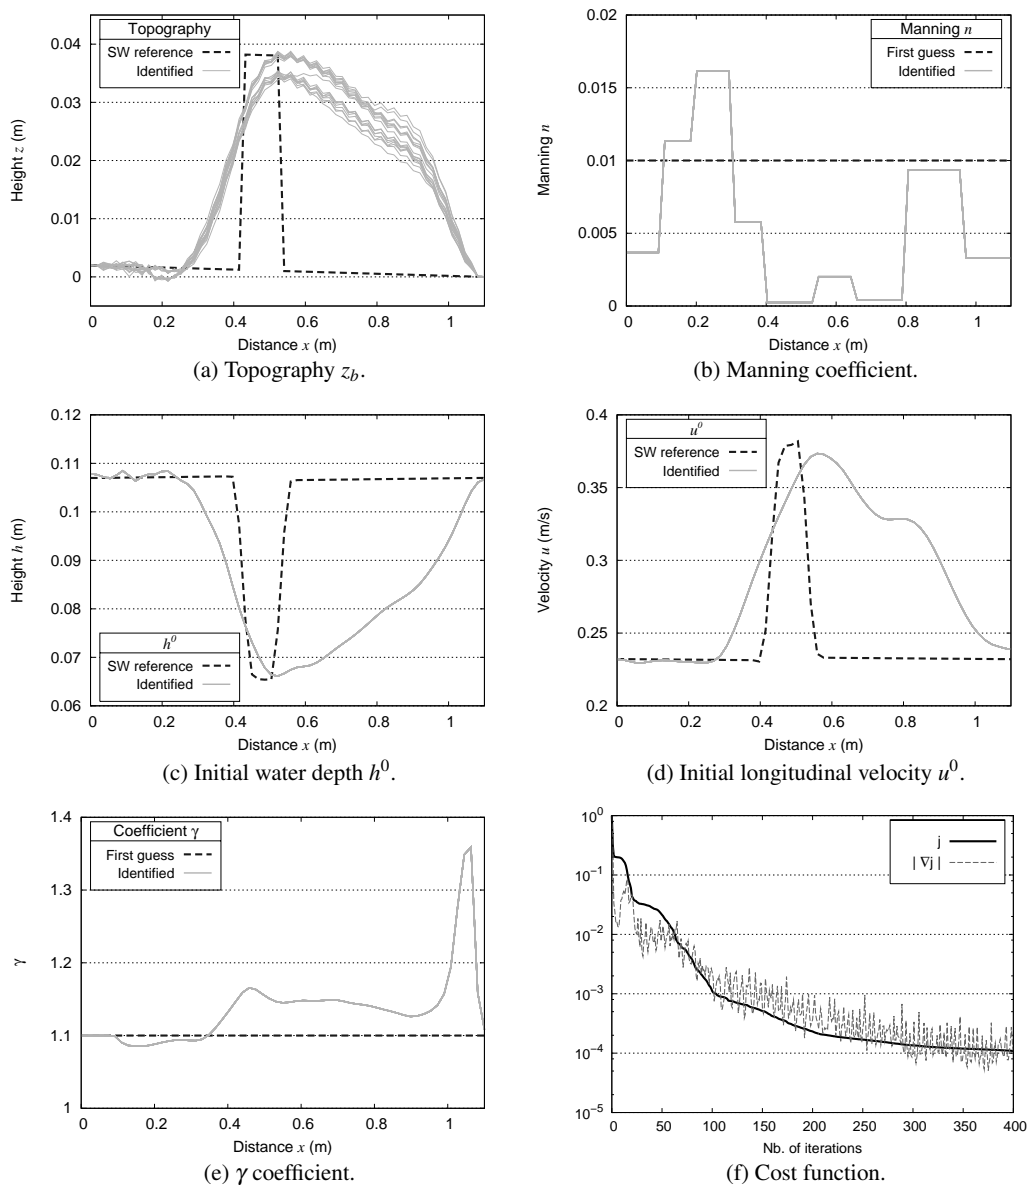 Topography
SW reference
Identified
0.04
0.03
0.02
0.01
0
Height z (m)
0 0.2 0.4 0.6 0.8 1
Distance x (m)
(a) Topography z_b.
Manning n
First guess
Identified
0.02
0.015
0.01
0.005
0
Manning n
0 0.2 0.4 0.6 0.8 1
Distance x (m)
(b) Manning coefficient.
0.12
0.11
0.1
0.09
0.08
0.07
0.06
Height h (m)
h^0
SW reference
Identified
0 0.2 0.4 0.6 0.8 1
Distance x (m)
(c) Initial water depth h^0.
u^0
SW reference
Identified
0.4
0.35
0.3
0.25
0.2
Velocity u (m/s)
0 0.2 0.4 0.6 0.8 1
Distance x (m)
(d) Initial longitudinal velocity u^0.
Coefficient γ
First guess
Identified
1.4
1.3
1.2
1.1
1
γ
0 0.2 0.4 0.6 0.8 1
Distance x (m)
(e) γ coefficient.
j
| ∇j |
10^0
10^−1
10^−2
10^−3
10^−4
10^−5
0 50 100 150 200 250 300 350 400
Nb. of iterations
(f) Cost function.